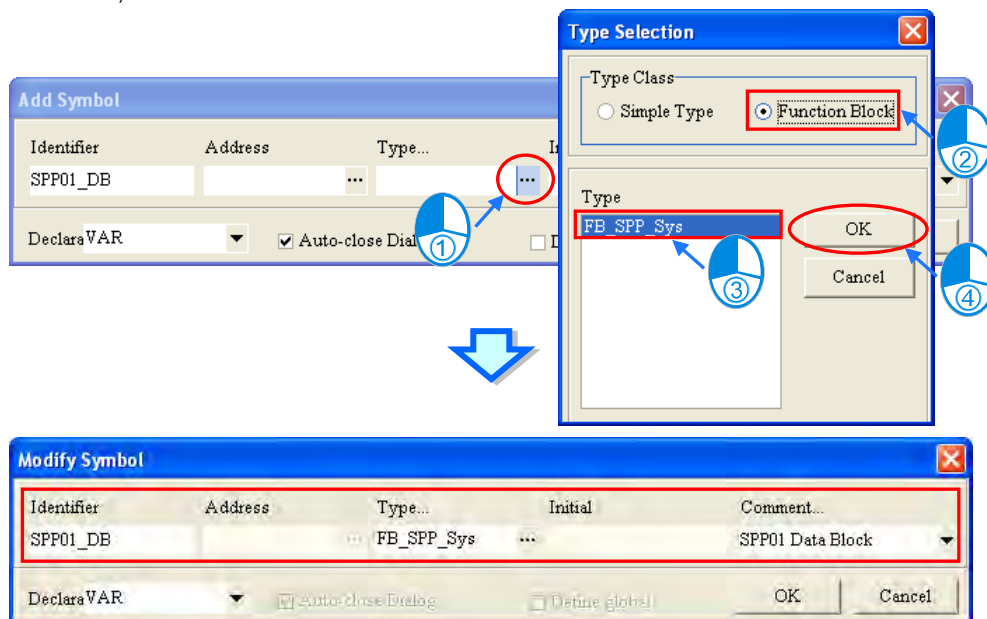 Type Selection
Type Class
Simple Type Function Block
②
Add Symbol
Identifier Address Type...
SPP01_DB ... ...
①
Type
FB_SPP_Sys
OK
③
Cancel
④
Declara VAR Auto-close Dial
Modify Symbol
Identifier Address Type... Initial Comment...
SPP01_DB ... FB_SPP_Sys ... SPP01 Data Block
Declara VAR Auto-close Dialog Define global OK Cancel